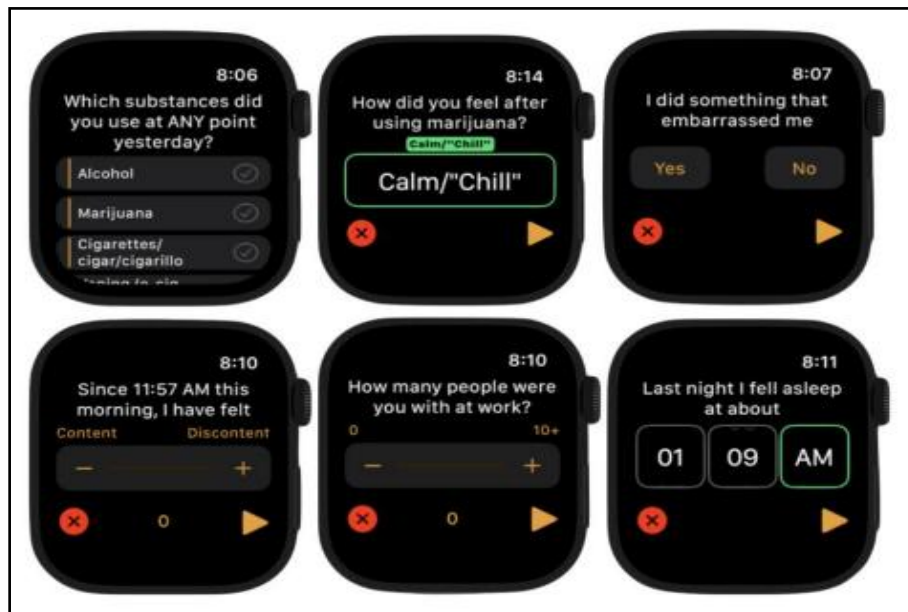 8:06
Which substances did
you use at ANY point
yesterday?
Alcohol
Marijuana
Cigarettes/
cigar/cigarillo
8:14
How did you feel after
using marijuana?
Calm/"Chill"
Calm/"Chill"
8:07
I did something that
embarrassed me
Yes No
8:10
Since 11:57 AM this
morning, I have felt
Content Discontent
− +
0
8:10
How many people were
you with at work?
0 10+
− +
0
8:11
Last night I fell asleep
at about
01 09 AM